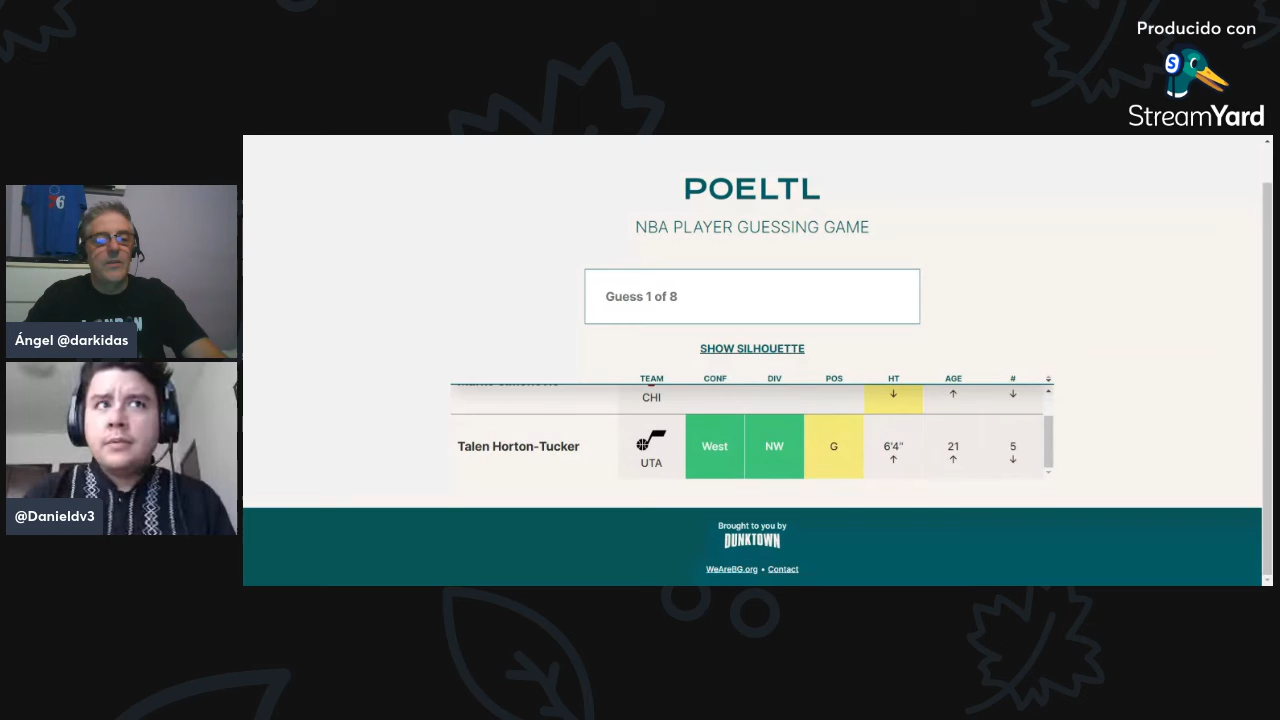 Producido con
StreamYard
POELTL
NBA PLAYER GUESSING GAME
Guess 1 of 8
SHOW SILHOUETTE
TEAM CONF DIV POS HT AGE #
CHI ↓ ↑ ↓
Talen Horton-Tucker UTA West NW G 6'4" ↑ 21 ↑ 5 ↓
Brought to you by
DUNKTOWN
WeAreBG.org • Contact
76
Ángel @darkidas
@Danieldv3